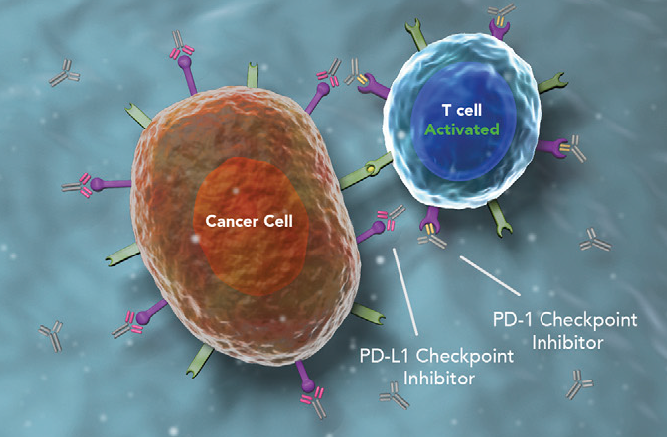 T cell
Activated
Cancer Cell
PD-1 Checkpoint
Inhibitor
PD-L1 Checkpoint
Inhibitor